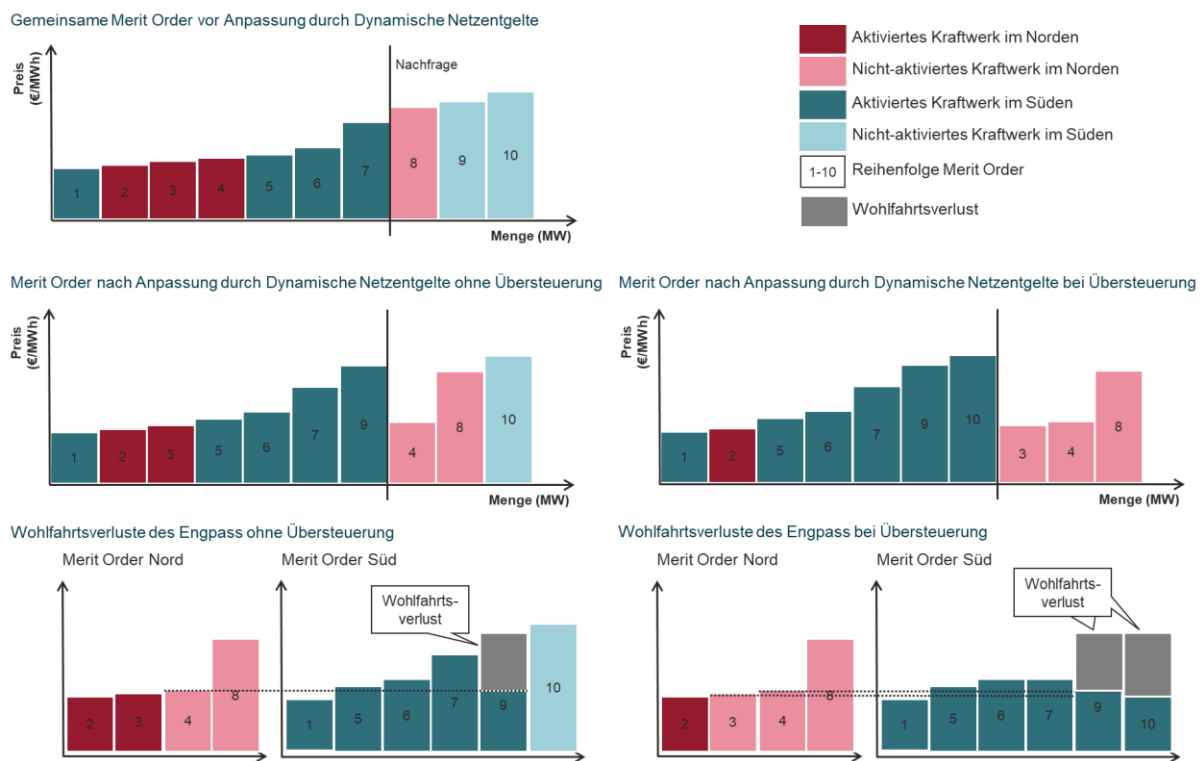 Gemeinsame Merit Order vor Anpassung durch Dynamische Netzentgelte
Preis
(€/MWh)
Nachfrage
1
2
3
4
5
6
7
8
9
10
Menge (MW)
Aktiviertes Kraftwerk im Norden
Nicht-aktiviertes Kraftwerk im Norden
Aktiviertes Kraftwerk im Süden
Nicht-aktiviertes Kraftwerk im Süden
1-10 Reihenfolge Merit Order
Wohlfahrtsverlust
Merit Order nach Anpassung durch Dynamische Netzentgelte ohne Übersteuerung
Preis
(€/MWh)
1
2
3
5
6
7
9
4
8
10
Menge (MW)
Merit Order nach Anpassung durch Dynamische Netzentgelte bei Übersteuerung
Preis
(€/MWh)
1
2
5
6
7
9
10
3
4
8
Menge (MW)
Wohlfahrtsverluste des Engpass ohne Übersteuerung
Merit Order Nord
2
3
4
8
Merit Order Süd
Wohlfahrts-
verlust
1
5
6
7
9
10
Wohlfahrtsverluste des Engpass bei Übersteuerung
Merit Order Nord
2
3
4
8
Merit Order Süd
Wohlfahrts-
verlust
1
5
6
7
9
10